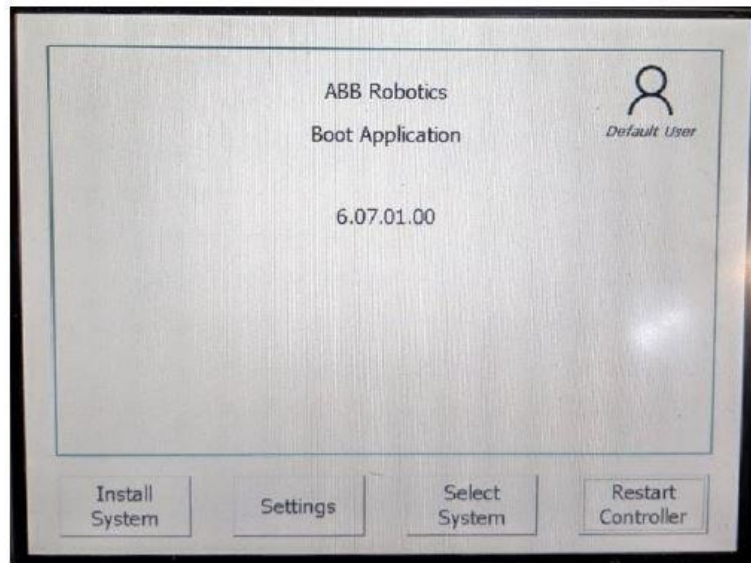 ABB Robotics
Boot Application
Default User
6.07.01.00
Install
System
Settings
Select
System
Restart
Controller